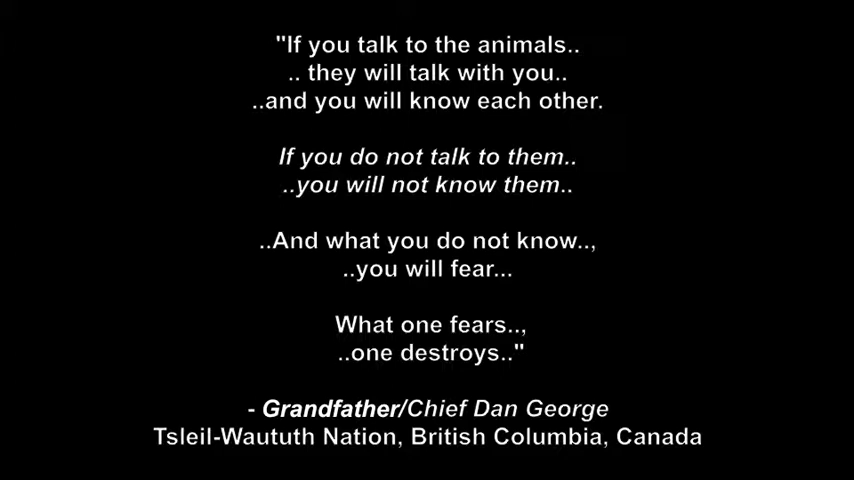 "If you talk to the animals..
.. they will talk with you..
..and you will know each other.
If you do not talk to them..
..you will not know them..
..And what you do not know..,
..you will fear...
What one fears..,
..one destroys.."
- Grandfather/Chief Dan George
Tsleil-Waututh Nation, British Columbia, Canada